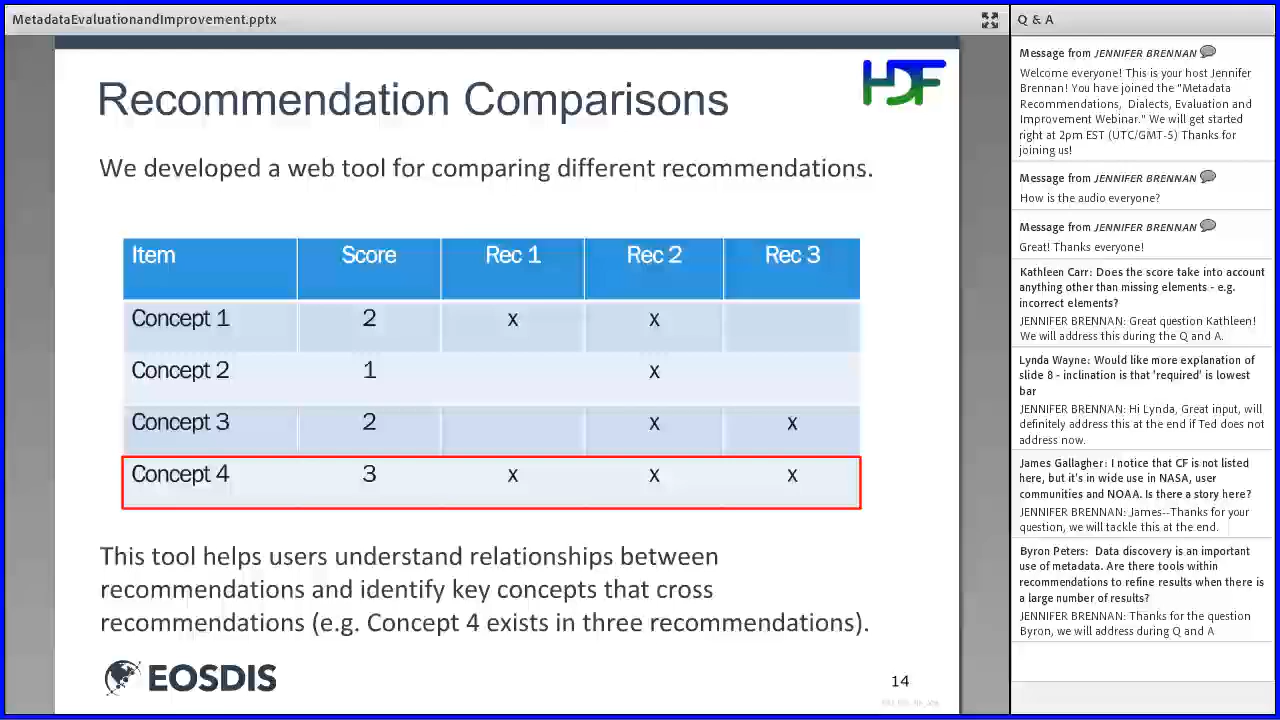 MetadataEvaluationandImprovement.pptx
Recommendation Comparisons
HDF
We developed a web tool for comparing different recommendations.
Item Score Rec 1 Rec 2 Rec 3
Concept 1 2 x x
Concept 2 1 x
Concept 3 2 x x
Concept 4 3 x x x
This tool helps users understand relationships between
recommendations and identify key concepts that cross
recommendations (e.g. Concept 4 exists in three recommendations).
EOSDIS
14
Q & A
Message from JENNIFER BRENNAN
Welcome everyone! This is your host Jennifer
Brennan! You have joined the "Metadata
Recommendations, Dialects, Evaluation and
Improvement Webinar." We will get started
right at 2pm EST (UTC/GMT-5) Thanks for
joining us!
Message from JENNIFER BRENNAN
How is the audio everyone?
Message from JENNIFER BRENNAN
Great! Thanks everyone!
Kathleen Carr: Does the score take into account
anything other than missing elements - e.g.
incorrect elements?
JENNIFER BRENNAN: Great question Kathleen!
We will address this during the Q and A.
Lynda Wayne: Would like more explanation of
slide 8 - inclination is that 'required' is lowest
bar
JENNIFER BRENNAN: Hi Lynda, Great input, will
definitely address this at the end if Ted does not
address now.
James Gallagher: I notice that CF is not listed
here, but it's in wide use in NASA, user
communities and NOAA. Is there a story here?
JENNIFER BRENNAN: James--Thanks for your
question, we will tackle this at the end.
Byron Peters: Data discovery is an important
use of metadata. Are there tools within
recommendations to refine results when there is
a large number of results?
JENNIFER BRENNAN: Thanks for the question
Byron, we will address during Q and A